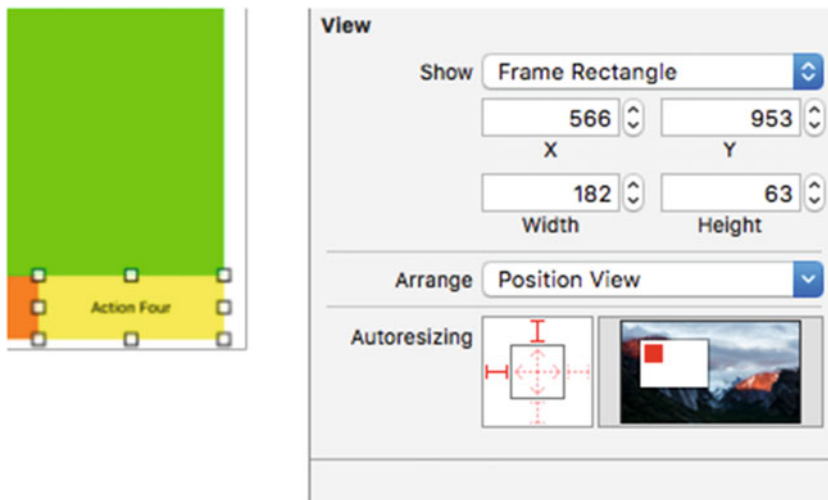 View
Show Frame Rectangle
566 953
X Y
182 63
Width Height
Arrange Position View
Autoresizing
Action Four